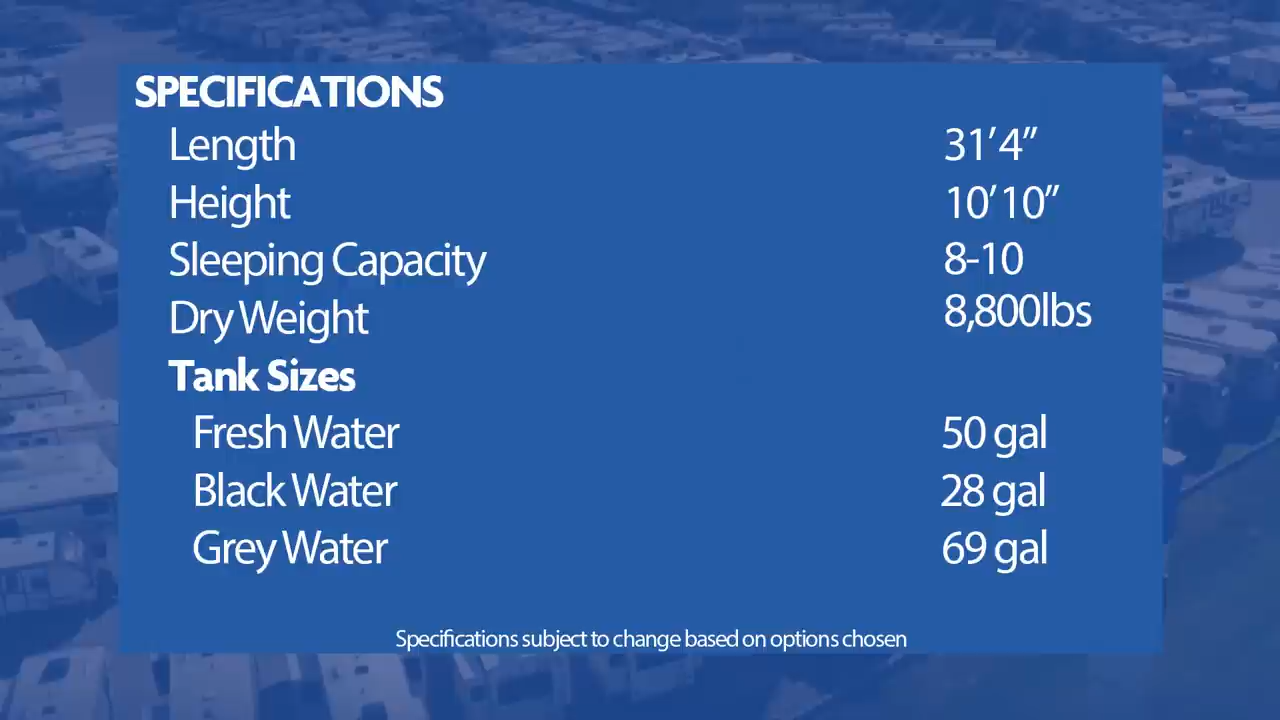 SPECIFICATIONS
Length 31’4”
Height 10’10”
Sleeping Capacity 8-10
Dry Weight 8,800lbs
Tank Sizes
Fresh Water 50 gal
Black Water 28 gal
Grey Water 69 gal
Specifications subject to change based on options chosen